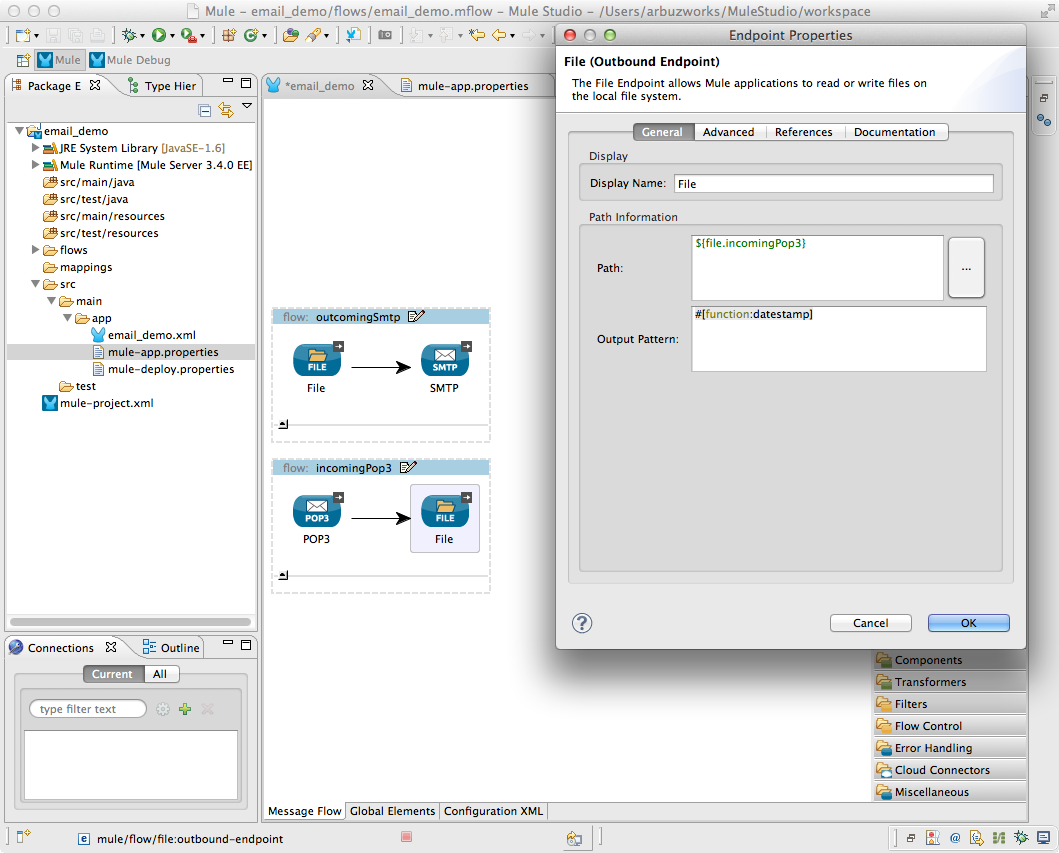 Mule - email_demo/flows/email_demo.mflow - Mule Studio - /Users/arbuzworks/MuleStudio/workspace
Mule
Mule Debug
Package E
Type Hier
email_demo
JRE System Library [JavaSE-1.6]
Mule Runtime [Mule Server 3.4.0 EE]
src/main/java
src/test/java
src/main/resources
src/test/resources
flows
mappings
src
main
app
email_demo.xml
mule-app.properties
mule-deploy.properties
test
mule-project.xml
Connections
Outline
Current
All
type filter text
*email_demo
mule-app.properties
flow: outcomingSmtp
FILE
SMTP
File
SMTP
flow: incomingPop3
POP3
FILE
POP3
File
Message Flow
Global Elements
Configuration XML
Endpoint Properties
File (Outbound Endpoint)
The File Endpoint allows Mule applications to read or write files on
the local file system.
General
Advanced
References
Documentation
Display
Display Name:
File
Path Information
Path:
${file.incomingPop3}
...
Output Pattern:
#[function:datestamp]
?
Cancel
OK
Components
Transformers
Filters
Flow Control
Error Handling
Cloud Connectors
Miscellaneous
mule/flow/file:outbound-endpoint